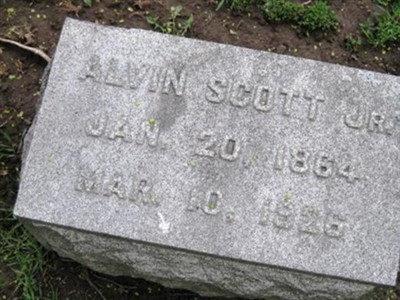 ALVIN SCOTT JR.
JAN. 20, 1864.
MAR. 10, 1928